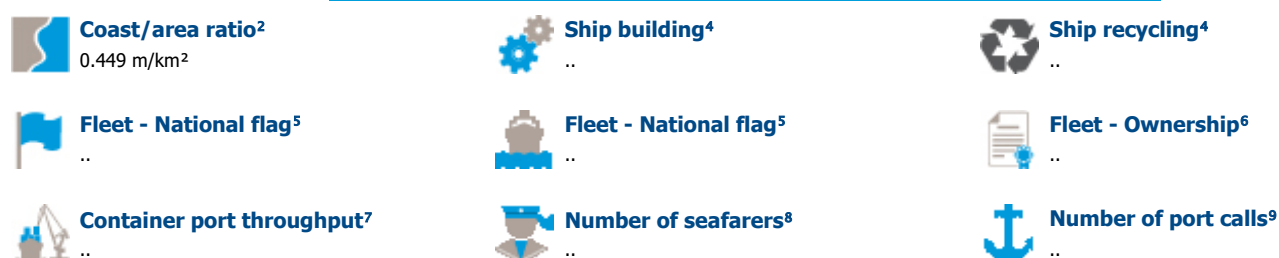 Coast/area ratio²
0.449 m/km²
Ship building⁴
..
Ship recycling⁴
..
Fleet - National flag⁵
..
Fleet - National flag⁵
..
Fleet - Ownership⁶
..
Container port throughput⁷
..
Number of seafarers⁸
..
Number of port calls⁹
..